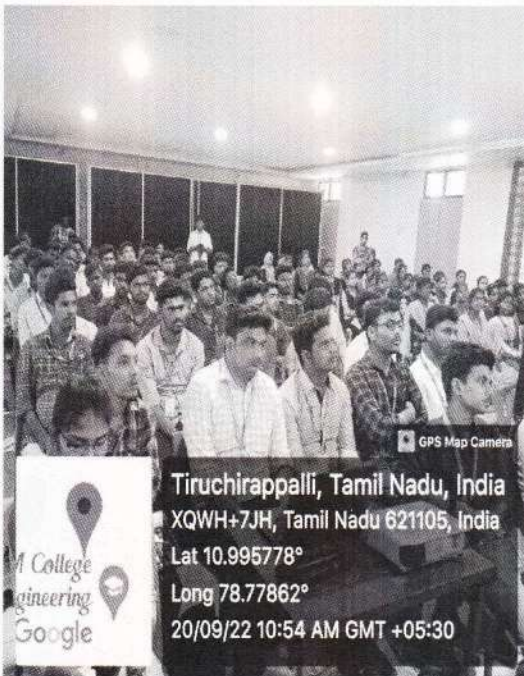 GPS Map Camera
Tiruchirappalli, Tamil Nadu, India
XQWH+7JH, Tamil Nadu 621105, India
Lat 10.995778°
Long 78.77862°
20/09/22 10:54 AM GMT +05:30
M College
gineering
Google